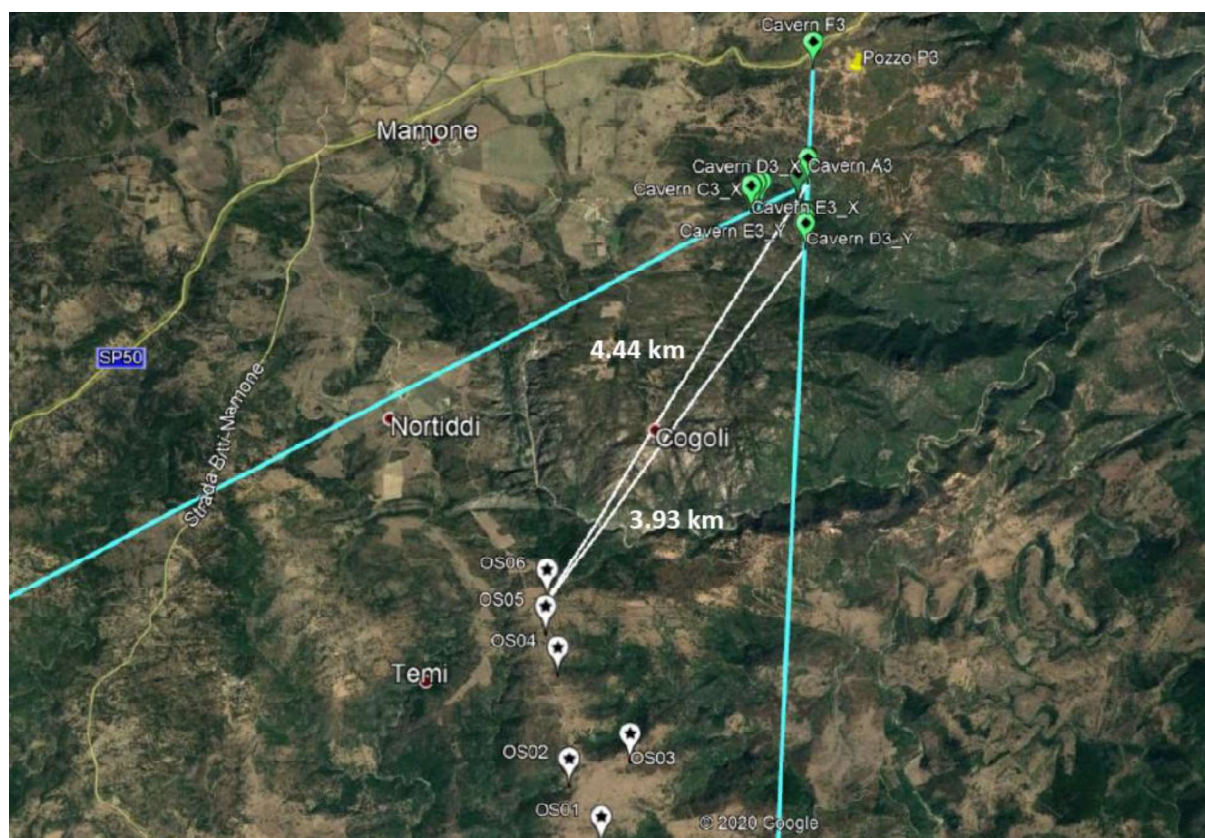 Cavern F3
Pozzo P3
Mamone
Cavern D3_X
Cavern A3
Cavern C3_X
Cavern E3_X
Cavern E3_Y
Cavern D3_Y
4.44 km
SP50
Nortiddi
Cogoli
Strada Bitti-Mamone
3.93 km
OS06
OS05
OS04
Temi
OS03
OS02
OS01
© 2020 Google